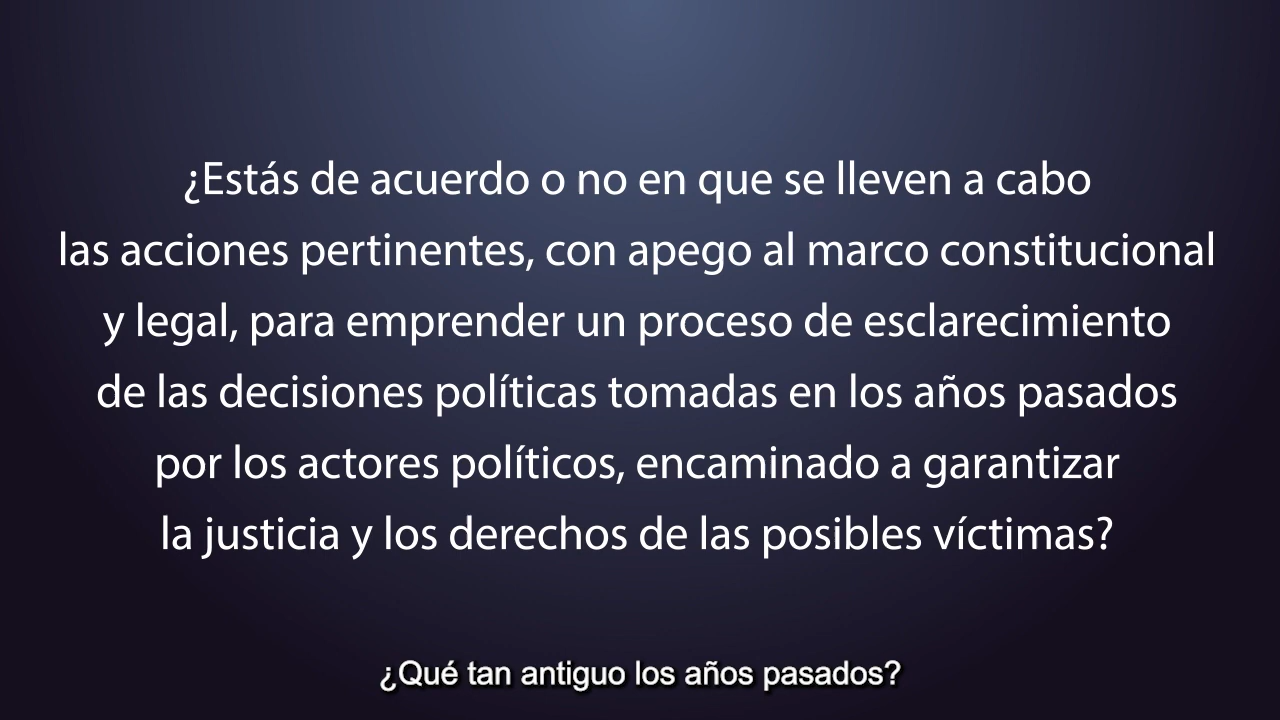 ¿Estás de acuerdo o no en que se lleven a cabo
las acciones pertinentes, con apego al marco constitucional
y legal, para emprender un proceso de esclarecimiento
de las decisiones políticas tomadas en los años pasados
por los actores políticos, encaminado a garantizar
la justicia y los derechos de las posibles víctimas?
¿Qué tan antiguo los años pasados?